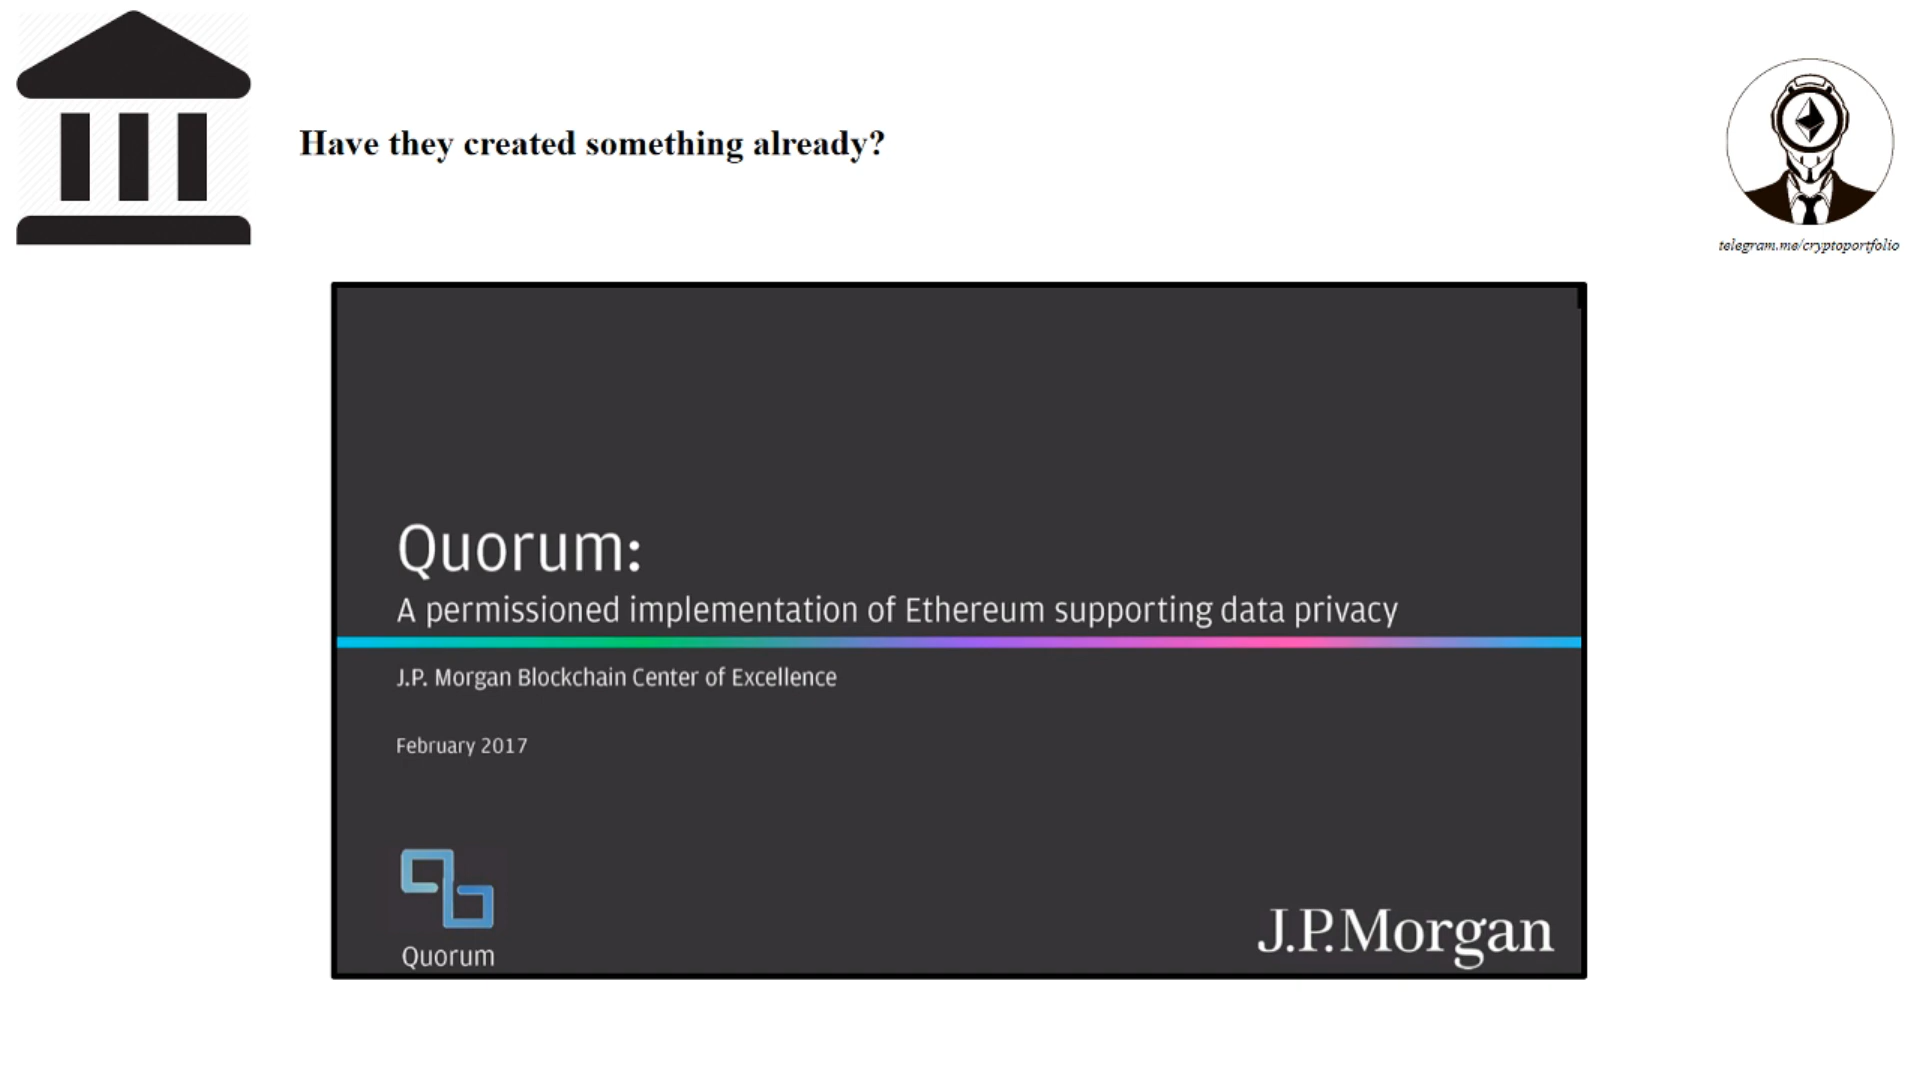 Have they created something already?
telegram.me/cryptoportfolio
Quorum:
A permissioned implementation of Ethereum supporting data privacy
J.P. Morgan Blockchain Center of Excellence
February 2017
Quorum
J.P.Morgan